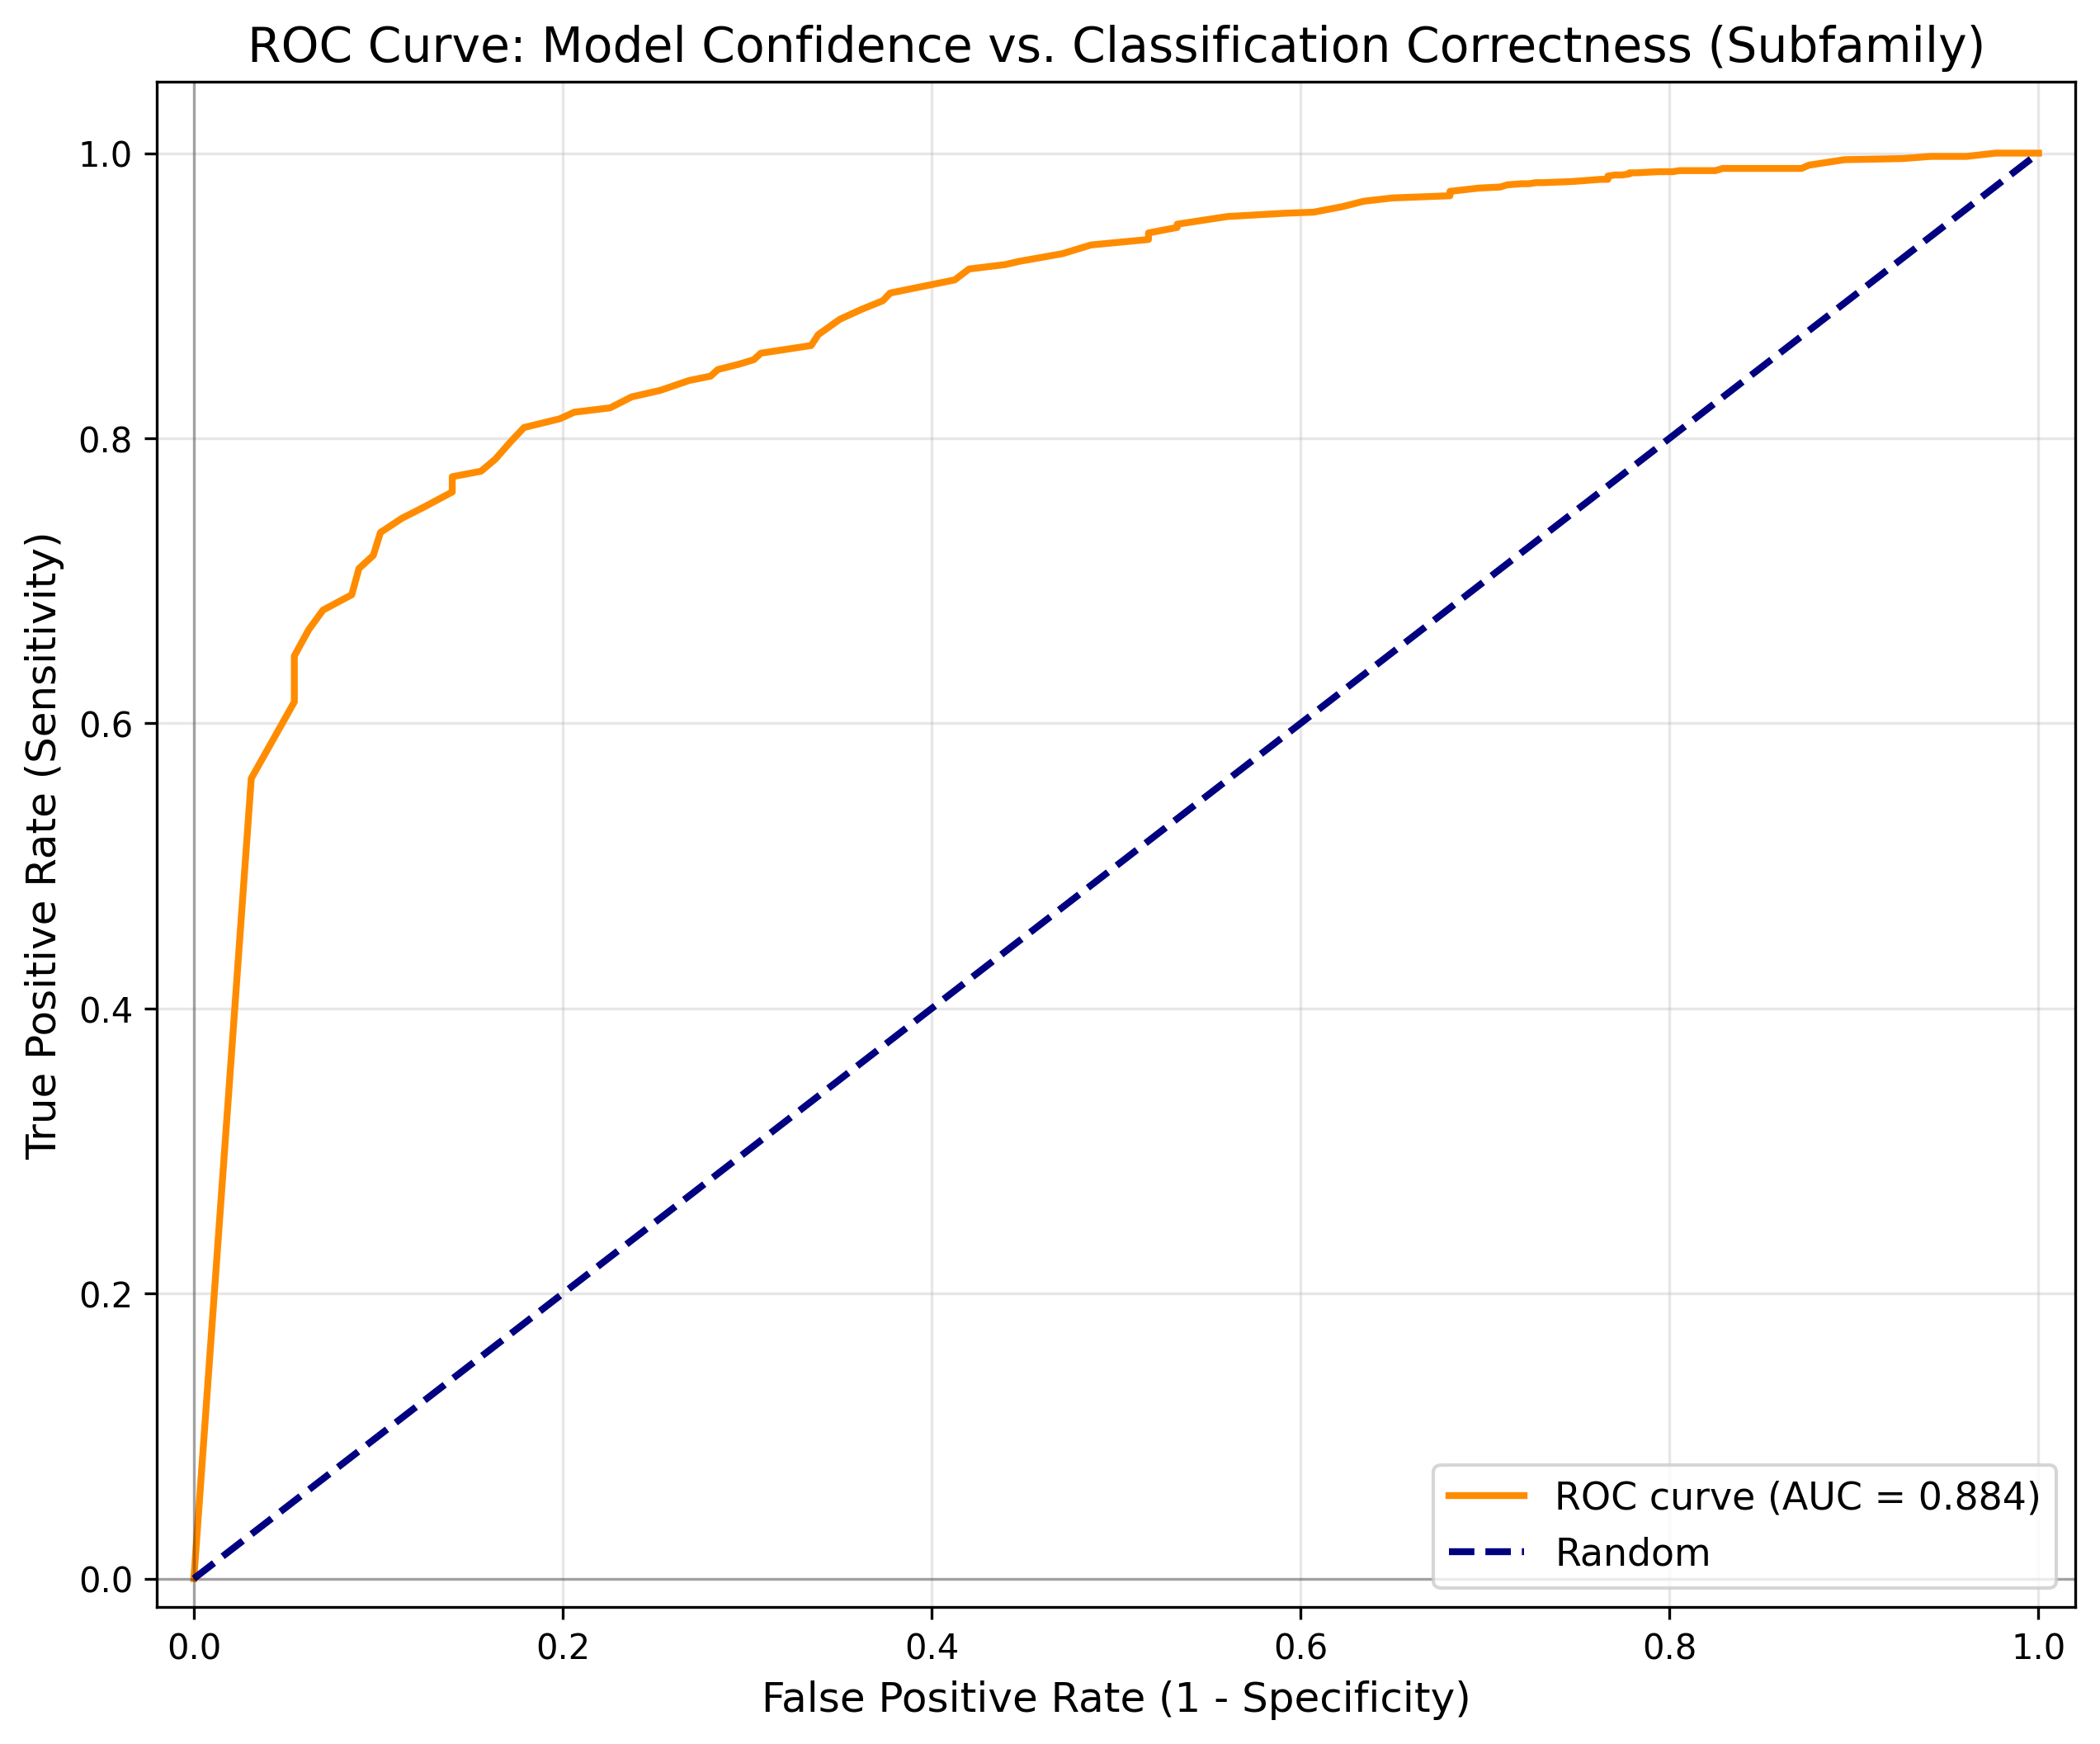 ROC Curve: Model Confidence vs. Classification Correctness (Subfamily)
True Positive Rate (Sensitivity)
1.0
0.8
0.6
0.4
0.2
0.0
ROC curve (AUC = 0.884)
Random
0.0 0.2 0.4 0.6 0.8 1.0
False Positive Rate (1 - Specificity)